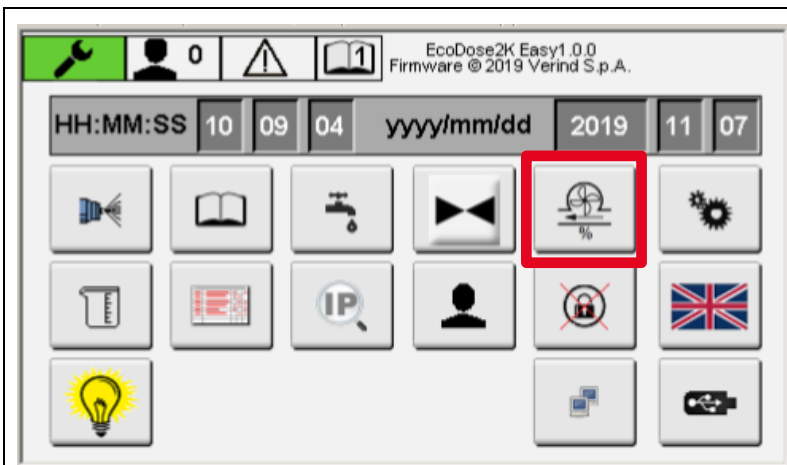 0
1
EcoDose2K Easy1.0.0
Firmware © 2019 Verind S.p.A.
HH:MM:SS 10 09 04 yyyy/mm/dd 2019 11 07
%
IP